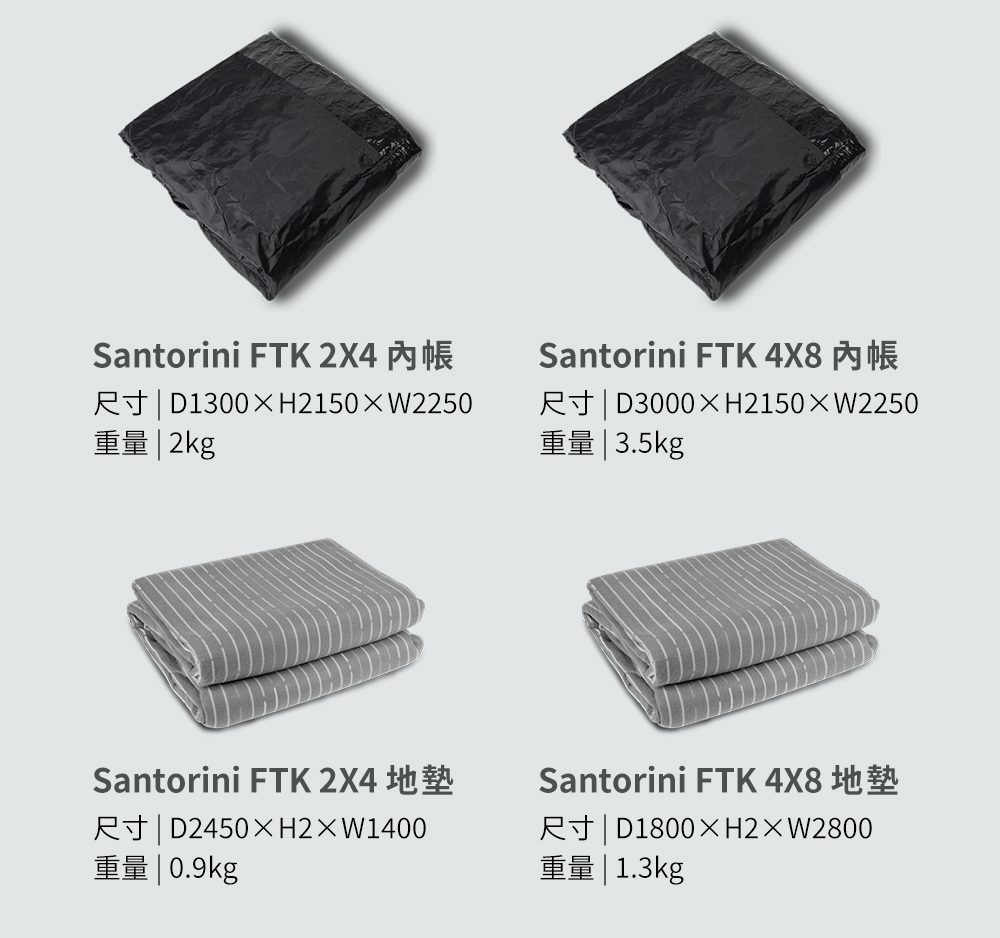 Santorini FTK 2X4 內帳
尺寸 | D1300×H2150×W2250
重量 | 2kg
Santorini FTK 4X8 內帳
尺寸 | D3000×H2150×W2250
重量 | 3.5kg
Santorini FTK 2X4 地墊
尺寸 | D2450×H2×W1400
重量 | 0.9kg
Santorini FTK 4X8 地墊
尺寸 | D1800×H2×W2800
重量 | 1.3kg